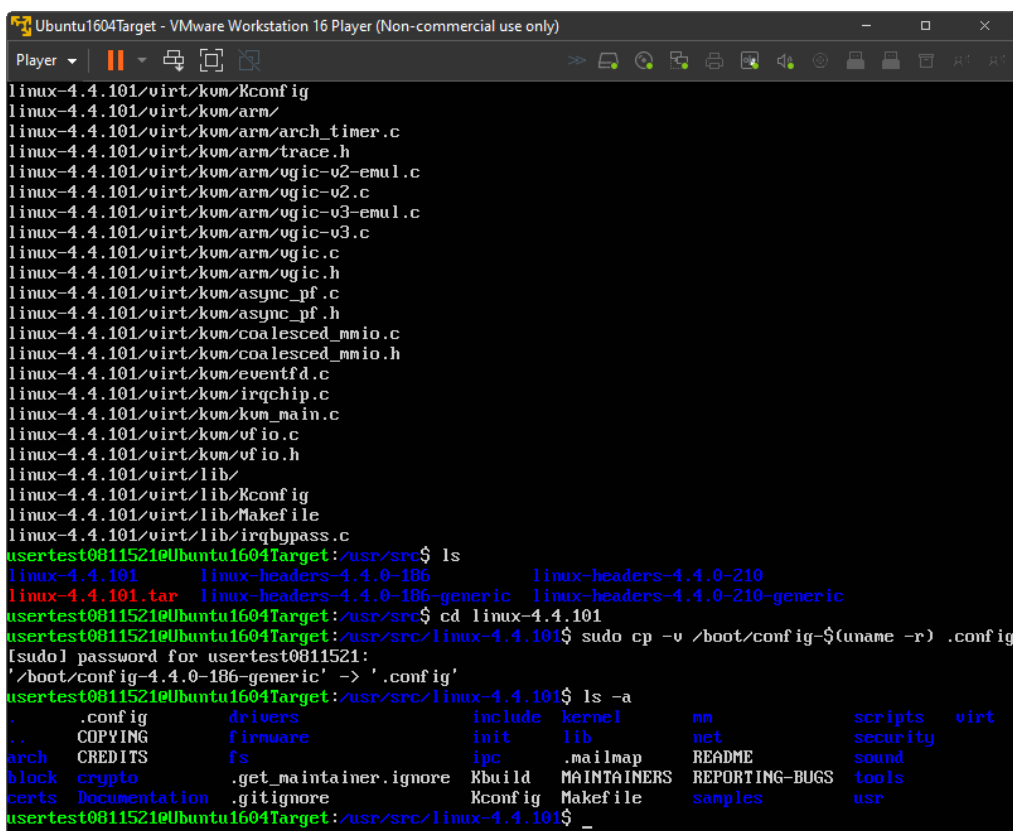 Ubuntu1604Target - VMware Workstation 16 Player (Non-commercial use only)
Player
linux-4.4.101/virt/kvm/Kconfig
linux-4.4.101/virt/kvm/arm/
linux-4.4.101/virt/kvm/arm/arch_timer.c
linux-4.4.101/virt/kvm/arm/trace.h
linux-4.4.101/virt/kvm/arm/vgic-v2-emul.c
linux-4.4.101/virt/kvm/arm/vgic-v2.c
linux-4.4.101/virt/kvm/arm/vgic-v3-emul.c
linux-4.4.101/virt/kvm/arm/vgic-v3.c
linux-4.4.101/virt/kvm/arm/vgic.c
linux-4.4.101/virt/kvm/arm/vgic.h
linux-4.4.101/virt/kvm/async_pf.c
linux-4.4.101/virt/kvm/async_pf.h
linux-4.4.101/virt/kvm/coalesced_mmio.c
linux-4.4.101/virt/kvm/coalesced_mmio.h
linux-4.4.101/virt/kvm/eventfd.c
linux-4.4.101/virt/kvm/irqchip.c
linux-4.4.101/virt/kvm/kvm_main.c
linux-4.4.101/virt/kvm/vfio.c
linux-4.4.101/virt/kvm/vfio.h
linux-4.4.101/virt/lib/
linux-4.4.101/virt/lib/Kconfig
linux-4.4.101/virt/lib/Makefile
linux-4.4.101/virt/lib/irqbypass.c
usertest0811521@Ubuntu1604Target:/usr/src$ ls
linux-4.4.101 linux-headers-4.4.0-186 linux-headers-4.4.0-210
linux-4.4.101.tar linux-headers-4.4.0-186-generic linux-headers-4.4.0-210-generic
usertest0811521@Ubuntu1604Target:/usr/src$ cd linux-4.4.101
usertest0811521@Ubuntu1604Target:/usr/src/linux-4.4.101$ sudo cp -v /boot/config-$(uname -r) .config
[sudo] password for usertest0811521:
'/boot/config-4.4.0-186-generic' -> '.config'
usertest0811521@Ubuntu1604Target:/usr/src/linux-4.4.101$ ls -a
. .config drivers include kernel mm scripts virt
.. COPYING firmware init lib net security
arch CREDITS fs ipc .mailmap README sound
block crypto .get_maintainer.ignore Kbuild MAINTAINERS REPORTING-BUGS tools
certs Documentation .gitignore Kconfig Makefile samples usr
usertest0811521@Ubuntu1604Target:/usr/src/linux-4.4.101$ _